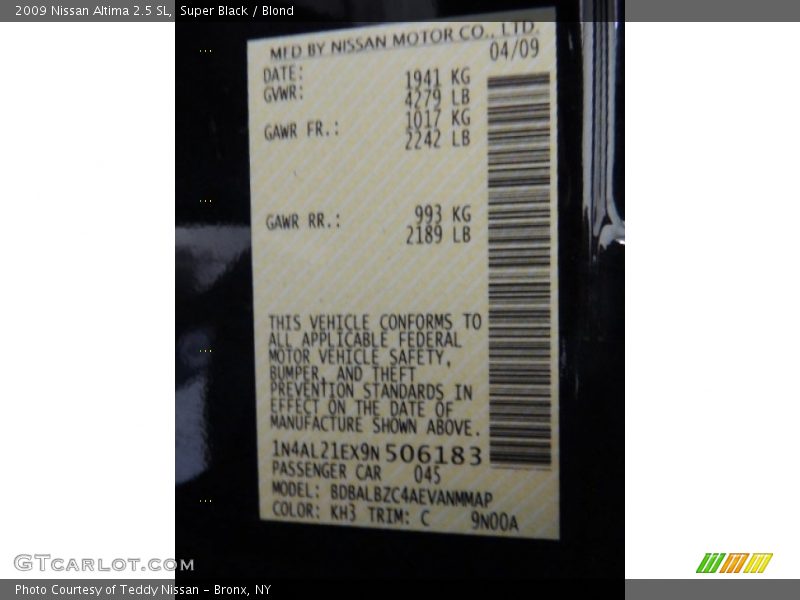 2009 Nissan Altima 2.5 SL, Super Black / Blond
MFD BY NISSAN MOTOR CO., LTD.
DATE: 04/09
GVWR: 1941 KG
4279 LB
GAWR FR.: 1017 KG
2242 LB
GAWR RR.: 993 KG
2189 LB
THIS VEHICLE CONFORMS TO
ALL APPLICABLE FEDERAL
MOTOR VEHICLE SAFETY,
BUMPER, AND THEFT
PREVENTION STANDARDS IN
EFFECT ON THE DATE OF
MANUFACTURE SHOWN ABOVE.
1N4AL21EX9N506183
PASSENGER CAR 045
MODEL: BDBALBZC4AEVANMMAP
COLOR: KH3 TRIM: C 9N00A
GTCARLOT.COM
Photo Courtesy of Teddy Nissan - Bronx, NY